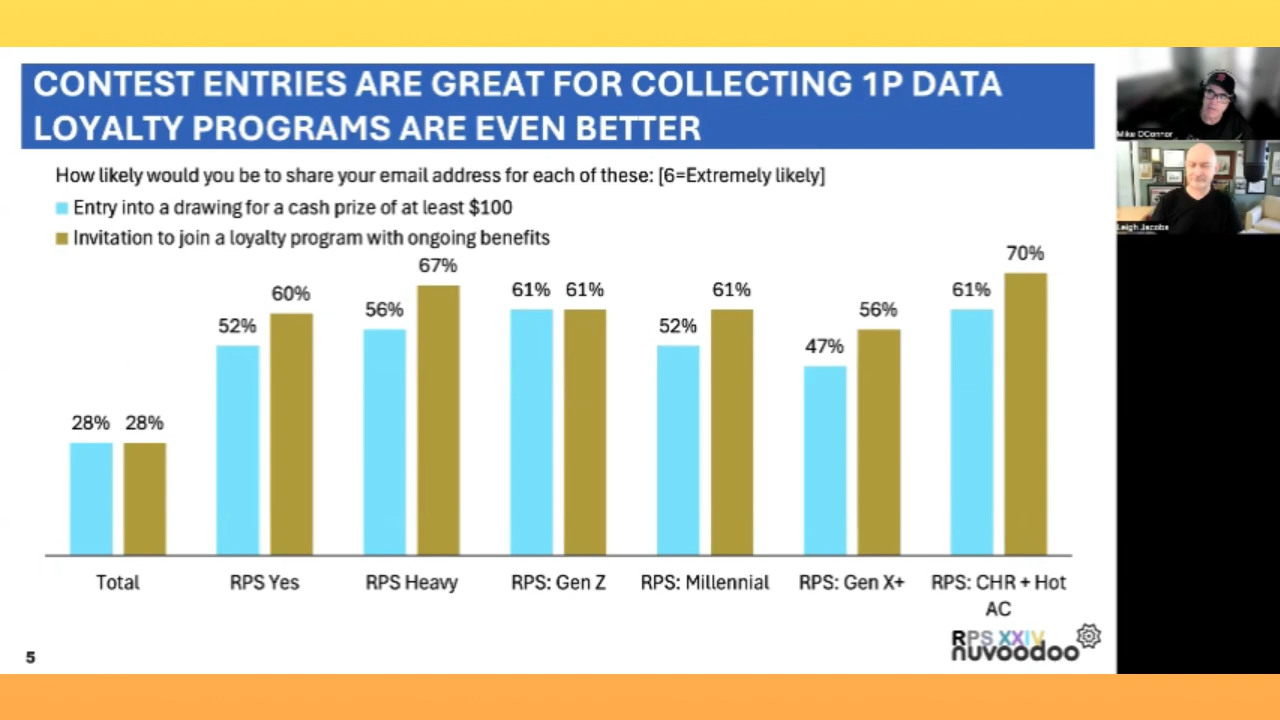 CONTEST ENTRIES ARE GREAT FOR COLLECTING 1P DATA
LOYALTY PROGRAMS ARE EVEN BETTER
How likely would you be to share your email address for each of these: [6=Extremely likely]
Entry into a drawing for a cash prize of at least $100
Invitation to join a loyalty program with ongoing benefits
28% 28%
52% 60%
56% 67%
61% 61%
52% 61%
47% 56%
61% 70%
Total
RPS Yes
RPS Heavy
RPS: Gen Z
RPS: Millennial
RPS: Gen X+
RPS: CHR + Hot
AC
RPS XXIV
nuvoodoo
5
Mike OConnor
Leigh Jacobs